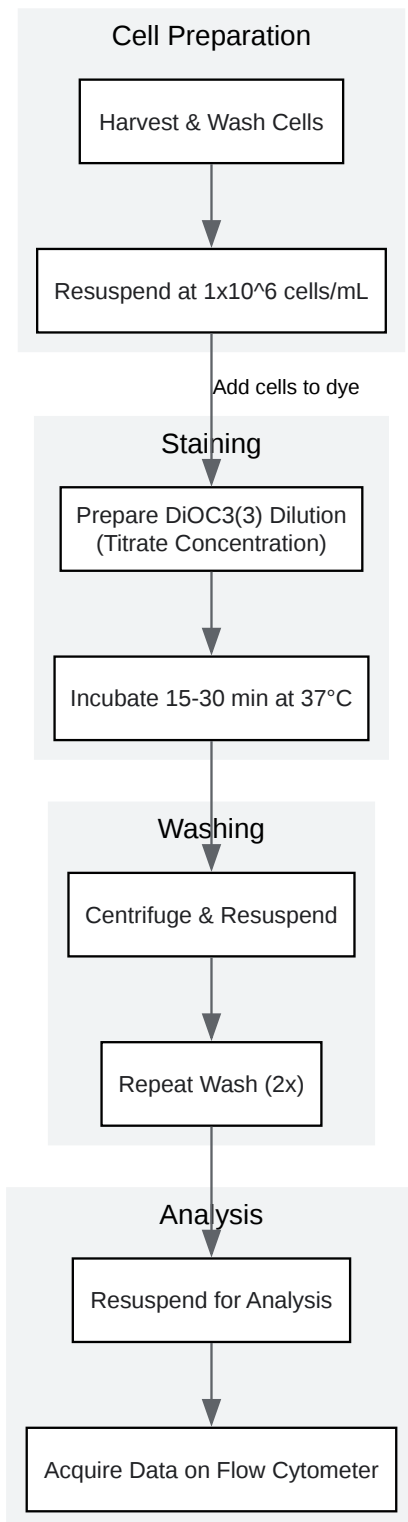 Cell Preparation
Harvest & Wash Cells
Resuspend at 1x10^6 cells/mL
Add cells to dye
Staining
Prepare DiOC3(3) Dilution
(Titrate Concentration)
Incubate 15-30 min at 37°C
Washing
Centrifuge & Resuspend
Repeat Wash (2x)
Analysis
Resuspend for Analysis
Acquire Data on Flow Cytometer